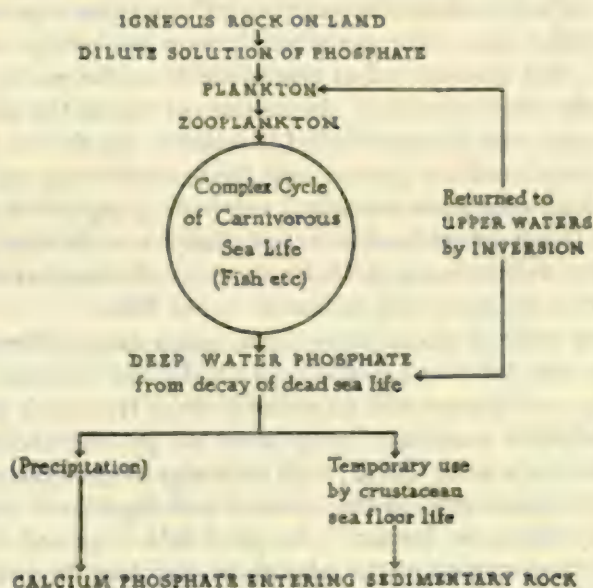 IGNEOUS ROCK ON LAND
DILUTE SOLUTION OF PHOSPHATE
PLANKTON
ZOOPLANKTON
Complex Cycle
of Carnivorous
Sea Life
(Fish etc)
Returned to
UPPER WATERS
by INVERSION
DEEP WATER PHOSPHATE
from decay of dead sea life
(Precipitation)
Temporary use
by crustacean
sea floor life
CALCIUM PHOSPHATE ENTERING SEDIMENTARY ROCK